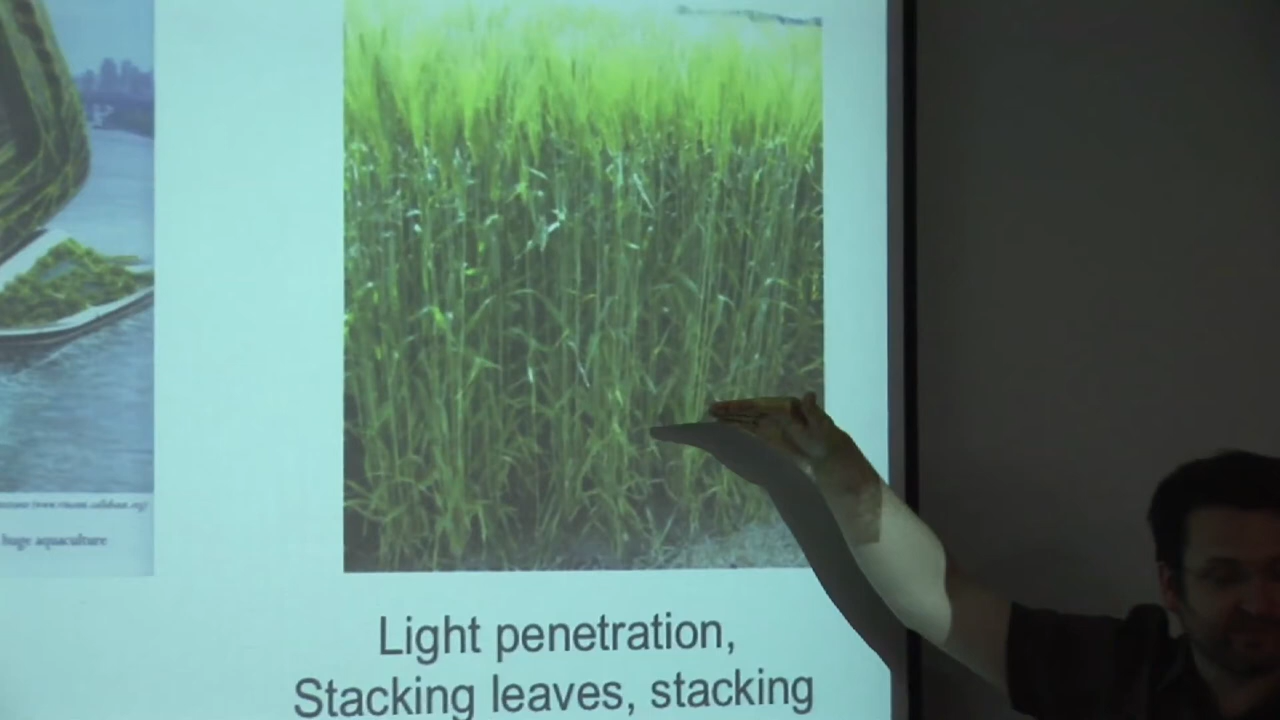 huge aquaculture
Light penetration,
Stacking leaves, stacking